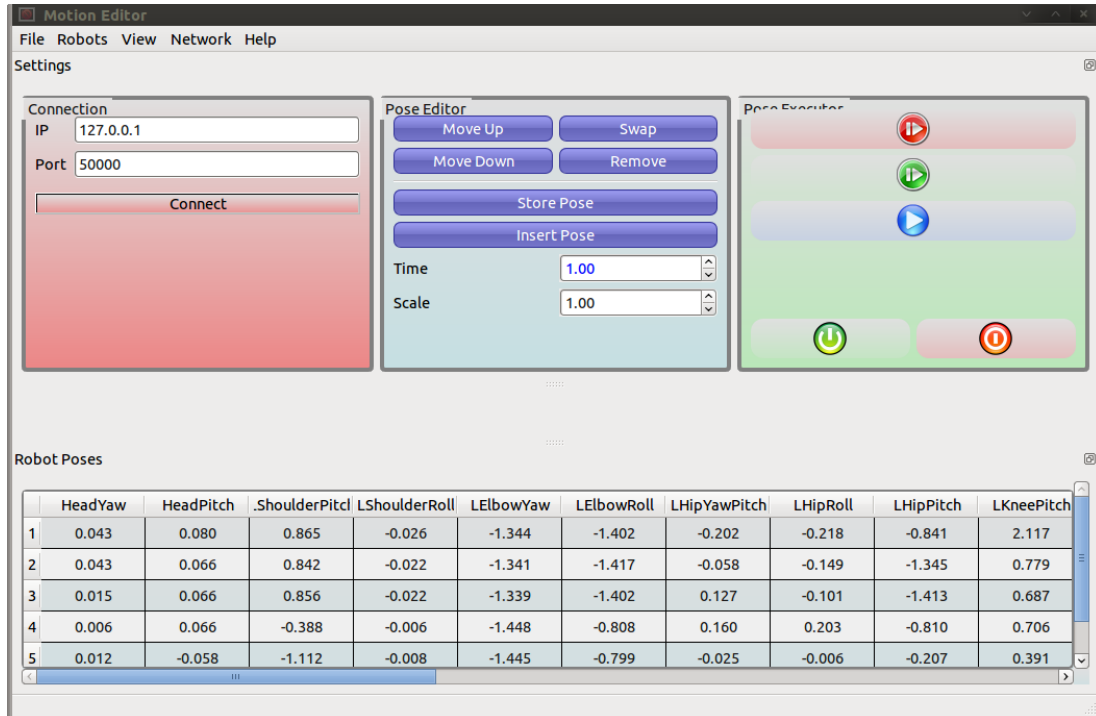 Motion Editor
File Robots View Network Help
Settings
Connection
IP 127.0.0.1
Port 50000
Connect
Pose Editor
Move Up Swap
Move Down Remove
Store Pose
Insert Pose
Time 1.00
Scale 1.00
Pose Executor
Robot Poses
HeadYaw HeadPitch .ShoulderPitcl LShoulderRoll LElbowYaw LElbowRoll LHipYawPitch LHipRoll LHipPitch LKneePitch
1 0.043 0.080 0.865 -0.026 -1.344 -1.402 -0.202 -0.218 -0.841 2.117
2 0.043 0.066 0.842 -0.022 -1.341 -1.417 -0.058 -0.149 -1.345 0.779
3 0.015 0.066 0.856 -0.022 -1.339 -1.402 0.127 -0.101 -1.413 0.687
4 0.006 0.066 -0.388 -0.006 -1.448 -0.808 0.160 0.203 -0.810 0.706
5 0.012 -0.058 -1.112 -0.008 -1.445 -0.799 -0.025 -0.006 -0.207 0.391